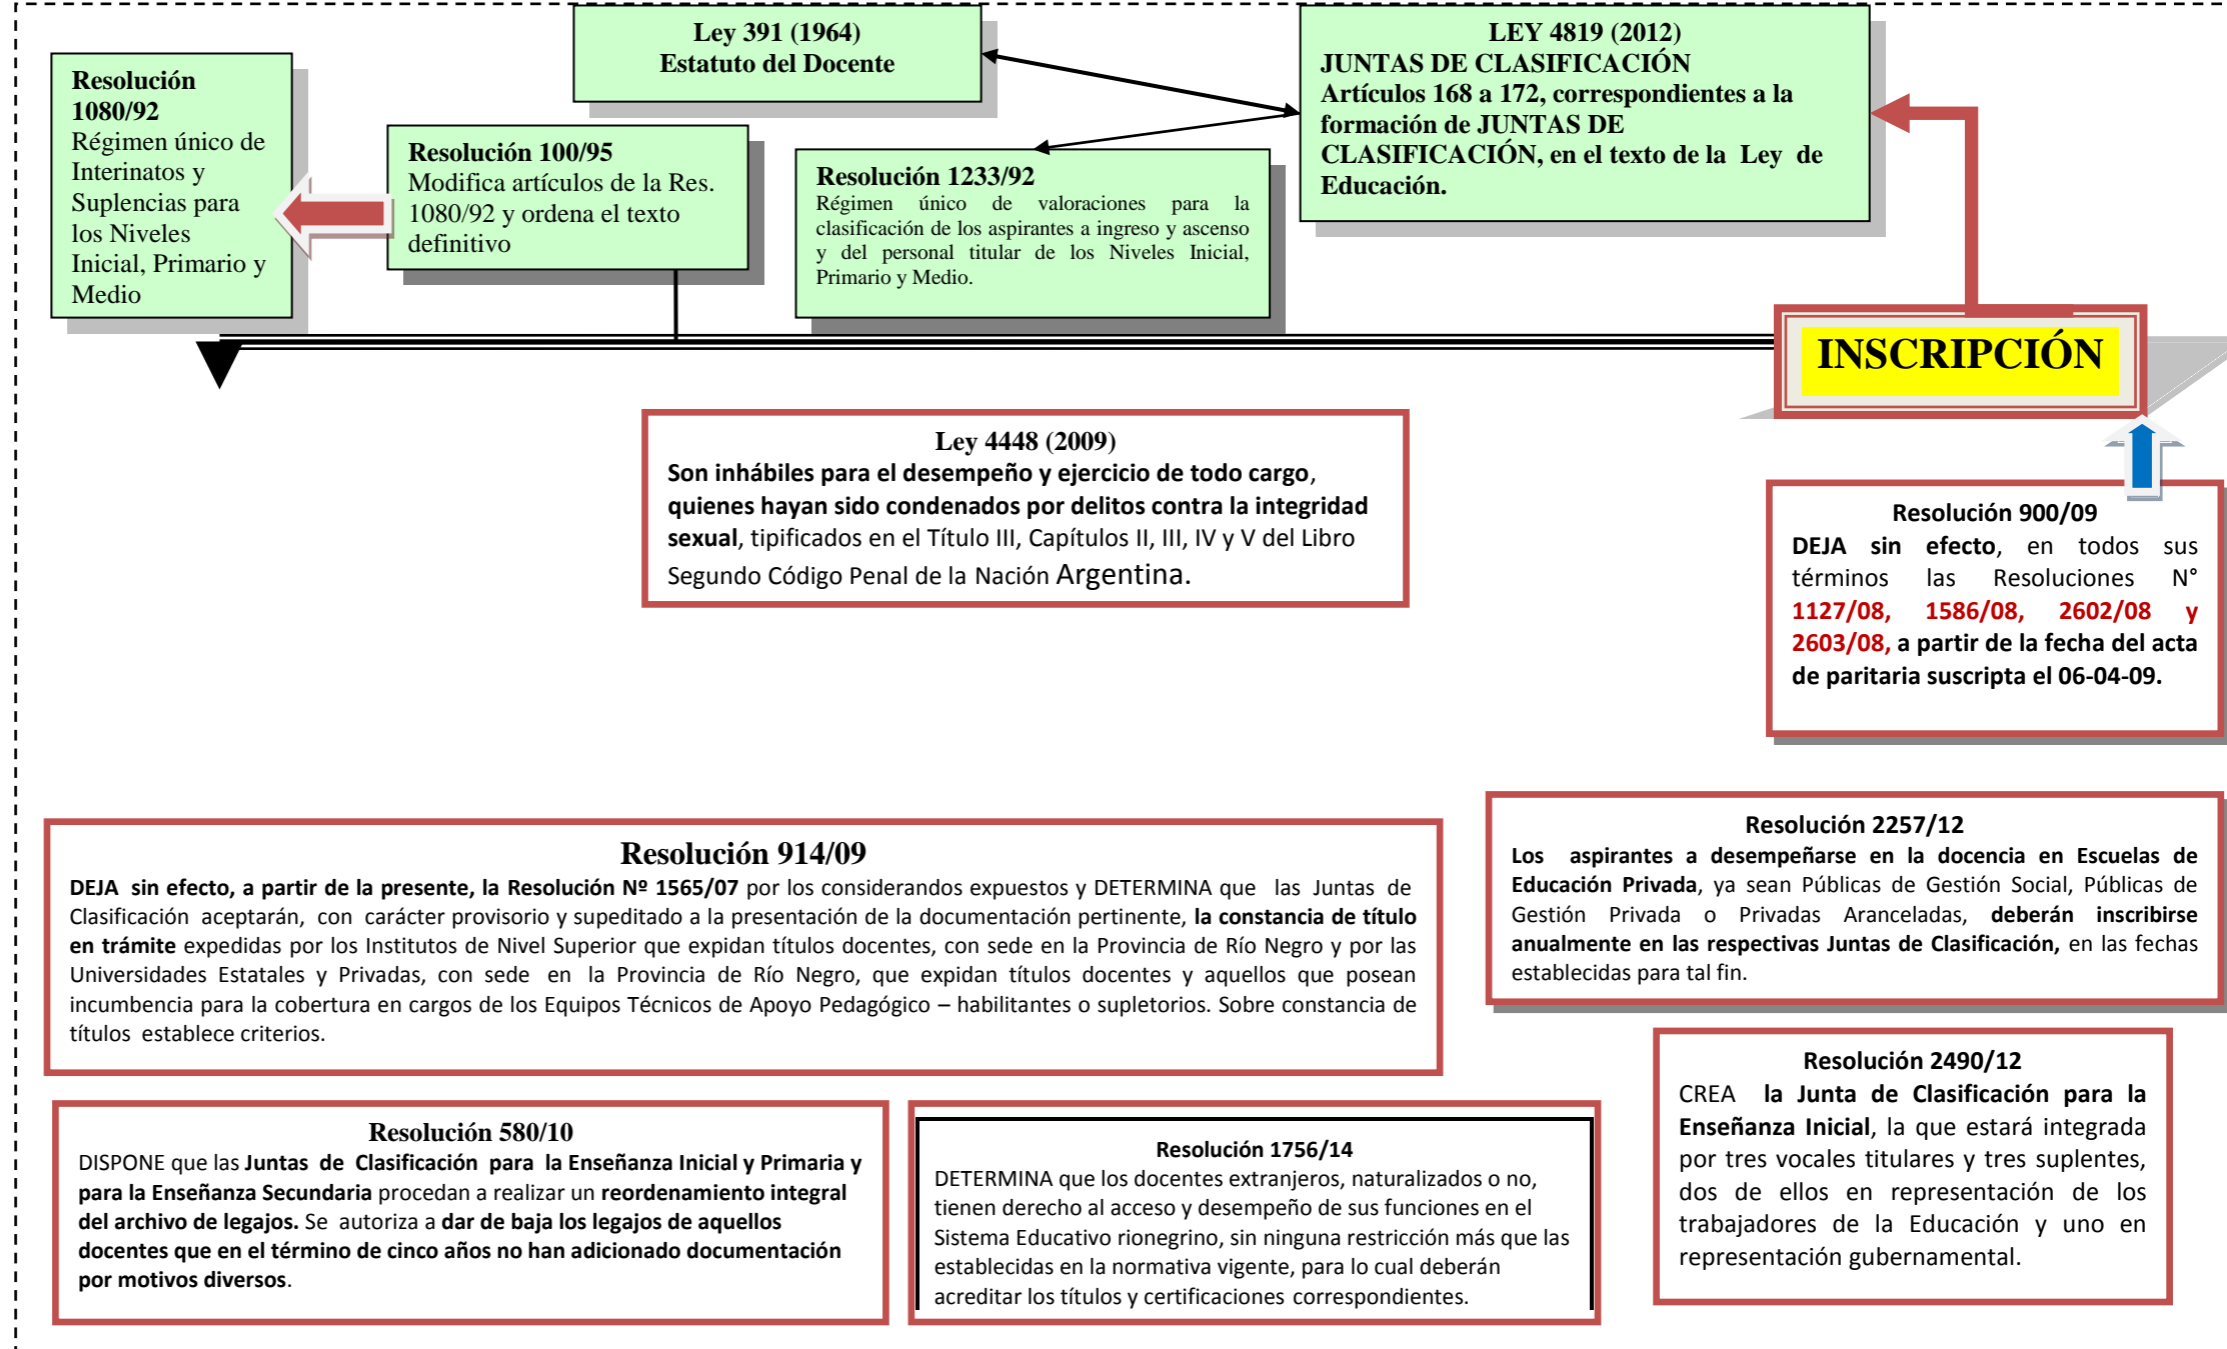 Ley 391 (1964)
Estatuto del Docente
LEY 4819 (2012)
JUNTAS DE CLASIFICACIÓN
Artículos 168 a 172, correspondientes a la
formación de JUNTAS DE
CLASIFICACIÓN, en el texto de la Ley de
Educación.
Resolución
1080/92
Régimen único de
Interinatos y
Suplencias para
los Niveles
Inicial, Primario y
Medio
Resolución 100/95
Modifica artículos de la Res.
1080/92 y ordena el texto
definitivo
Resolución 1233/92
Régimen único de valoraciones para la
clasificación de los aspirantes a ingreso y ascenso
y del personal titular de los Niveles Inicial,
Primario y Medio.
INSCRIPCIÓN
Ley 4448 (2009)
Son inhábiles para el desempeño y ejercicio de todo cargo,
quienes hayan sido condenados por delitos contra la integridad
sexual, tipificados en el Título III, Capítulos II, III, IV y V del Libro
Segundo Código Penal de la Nación Argentina.
Resolución 900/09
DEJA sin efecto, en todos sus
términos las Resoluciones N°
1127/08, 1586/08, 2602/08 y
2603/08, a partir de la fecha del acta
de paritaria suscripta el 06-04-09.
Resolución 914/09
DEJA sin efecto, a partir de la presente, la Resolución Nº 1565/07 por los considerandos expuestos y DETERMINA que las Juntas de
Clasificación aceptarán, con carácter provisorio y supeditado a la presentación de la documentación pertinente, la constancia de título
en trámite expedidas por los Institutos de Nivel Superior que expidan títulos docentes, con sede en la Provincia de Río Negro y por las
Universidades Estatales y Privadas, con sede en la Provincia de Río Negro, que expidan títulos docentes y aquellos que posean
incumbencia para la cobertura en cargos de los Equipos Técnicos de Apoyo Pedagógico – habilitantes o supletorios. Sobre constancia de
títulos establece criterios.
Resolución 2257/12
Los aspirantes a desempeñarse en la docencia en Escuelas de
Educación Privada, ya sean Públicas de Gestión Social, Públicas de
Gestión Privada o Privadas Aranceladas, deberán inscribirse
anualmente en las respectivas Juntas de Clasificación, en las fechas
establecidas para tal fin.
Resolución 580/10
DISPONE que las Juntas de Clasificación para la Enseñanza Inicial y Primaria y
para la Enseñanza Secundaria procedan a realizar un reordenamiento integral
del archivo de legajos. Se autoriza a dar de baja los legajos de aquellos
docentes que en el término de cinco años no han adicionado documentación
por motivos diversos.
Resolución 1756/14
DETERMINA que los docentes extranjeros, naturalizados o no,
tienen derecho al acceso y desempeño de sus funciones en el
Sistema Educativo rionegrino, sin ninguna restricción más que las
establecidas en la normativa vigente, para lo cual deberán
acreditar los títulos y certificaciones correspondientes.
Resolución 2490/12
CREA la Junta de Clasificación para la
Enseñanza Inicial, la que estará integrada
por tres vocales titulares y tres suplentes,
dos de ellos en representación de los
trabajadores de la Educación y uno en
representación gubernamental.